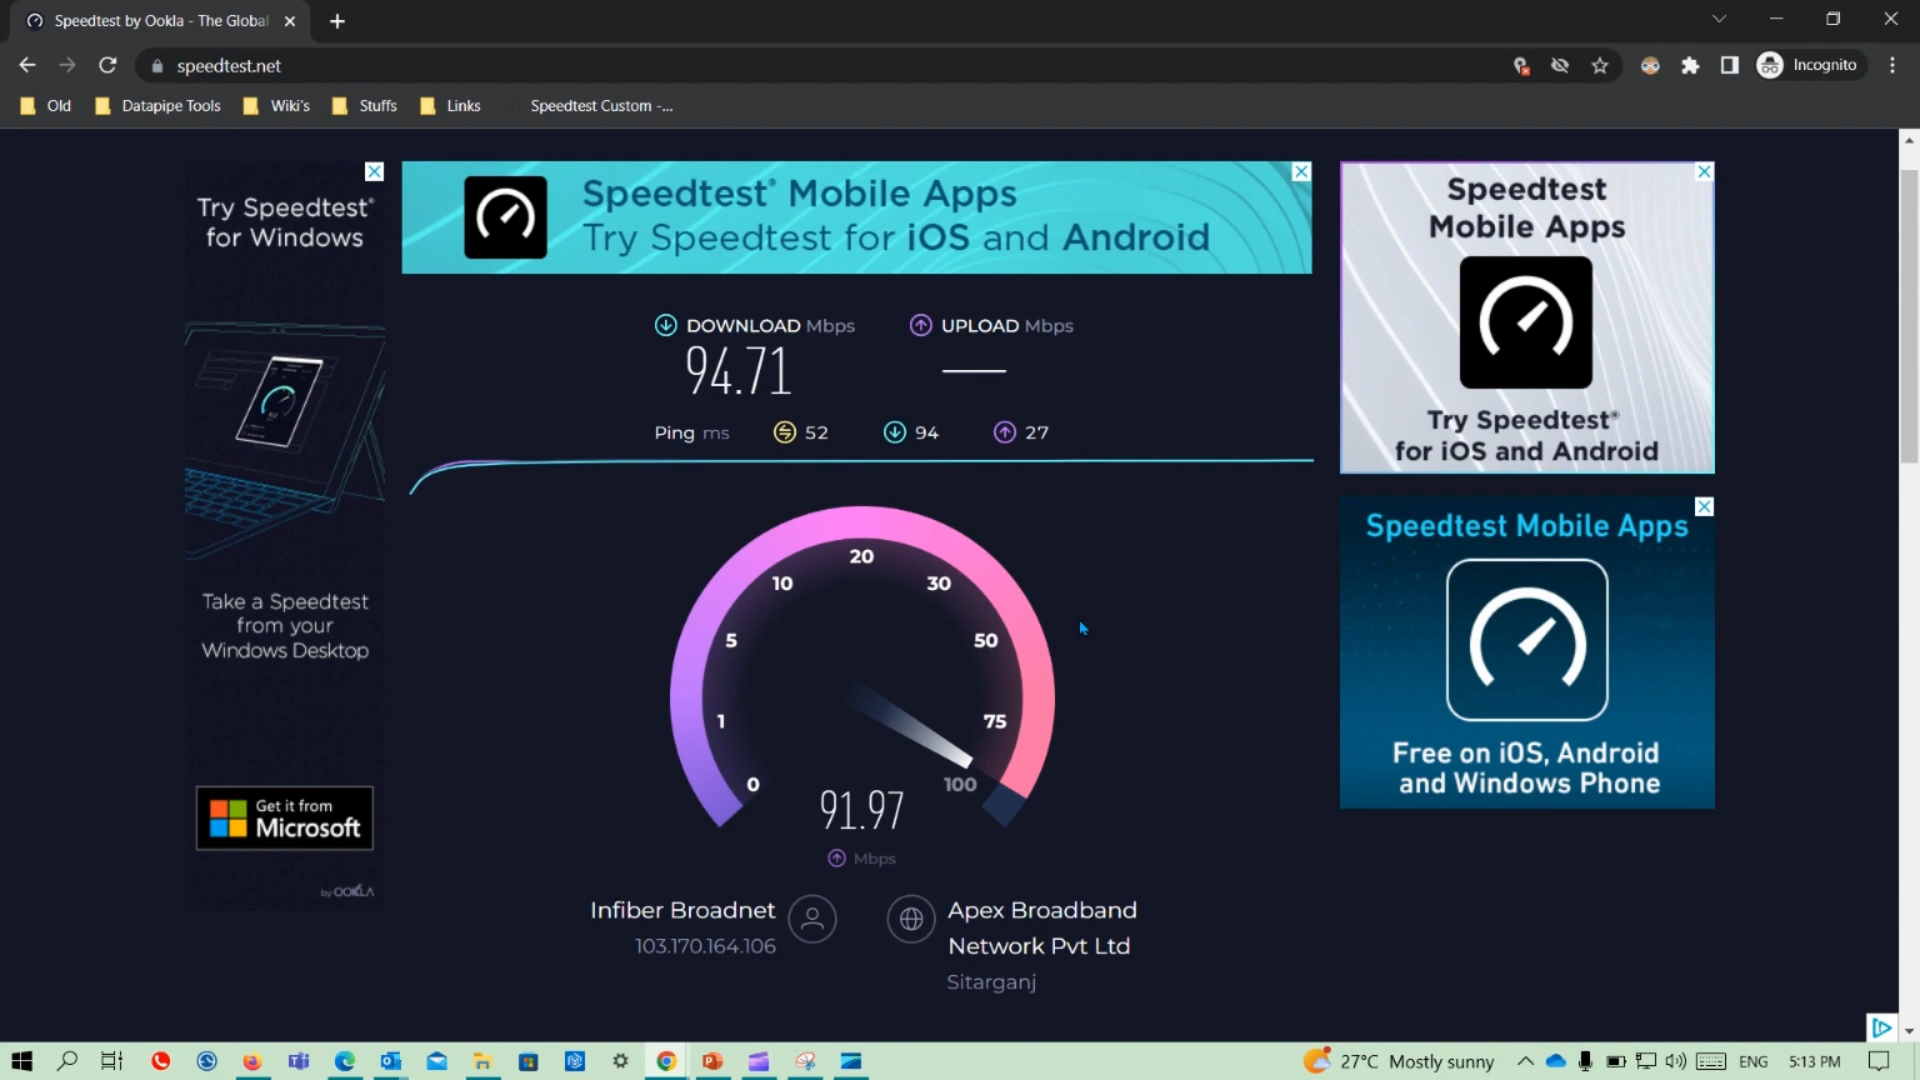 Speedtest by Ookla - The Global
speedtest.net
Incognito
Old
Datapipe Tools
Wiki's
Stuffs
Links
Speedtest Custom -...
Try Speedtest®
for Windows
Take a Speedtest
from your
Windows Desktop
Get it from
Microsoft
by OOKLA
Speedtest® Mobile Apps
Try Speedtest for iOS and Android
DOWNLOAD Mbps
UPLOAD Mbps
94.71
Ping ms
52
94
27
0
1
5
10
20
30
50
75
100
91.97
Mbps
Infiber Broadnet
103.170.164.106
Apex Broadband
Network Pvt Ltd
Sitarganj
Speedtest
Mobile Apps
Try Speedtest®
for iOS and Android
Speedtest Mobile Apps
Free on iOS, Android
and Windows Phone
27°C Mostly sunny
ENG
5:13 PM